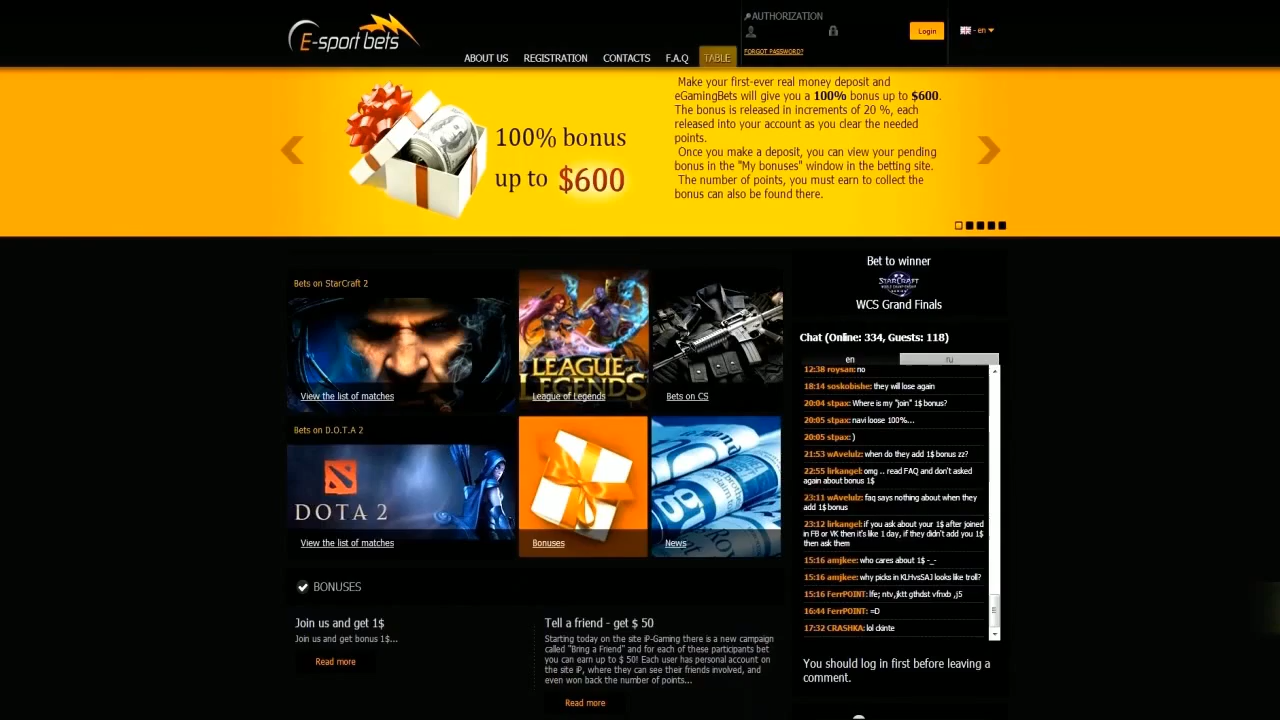 E-sport bets
ABOUT US
REGISTRATION
CONTACTS
F.A.Q
TABLE
AUTHORIZATION
FORGOT PASSWORD?
Login
- en
100% bonus
up to $600
Make your first-ever real money deposit and
eGamingBets will give you a 100% bonus up to $600.
The bonus is released in increments of 20 %, each
released into your account as you clear the needed
points.
Once you make a deposit, you can view your pending
bonus in the "My bonuses" window in the betting site.
The number of points, you must earn to collect the
bonus can also be found there.
Bets on StarCraft 2
View the list of matches
LEAGUE OF
LEGENDS
League of Legends
Bets on CS
Bets on D.O.T.A 2
DOTA 2
View the list of matches
Bonuses
News
BONUSES
Join us and get 1$
Join us and get bonus 1$...
Read more
Tell a friend - get $ 50
Starting today on the site iP-Gaming there is a new campaign
called "Bring a Friend" and for each of these participants bet
you can earn up to $ 50! Each user has personal account on
the site iP, where they can see their friends involved, and
even won back the number of points...
Read more
Bet to winner
STARCRAFT
WCS Grand Finals
Chat (Online: 334, Guests: 118)
en
ru
12:38 roysan: no
18:14 soskobishe: they will lose again
20:04 stpax: Where is my "join" 1$ bonus?
20:05 stpax: navi loose 100%...
20:05 stpax: )
21:53 wAvelulz: when do they add 1$ bonus zz?
22:55 lirkangel: omg .. read FAQ and don't asked
again about bonus 1$
23:11 wAvelulz: faq says nothing about when they
add 1$ bonus
23:12 lirkangel: if you ask about your 1$ after joined
in FB or VK then it's like 1 day, if they didn't add you 1$
then ask them
15:16 amjkee: who cares about 1$ -_-
15:16 amjkee: why picks in KLHvsSAJ looks like troll?
15:16 FerrPOINT: lfe; ntv,jktt gthdst vfnxb ,j5
16:44 FerrPOINT: =D
17:32 CRASHKA: lol ckinte
You should log in first before leaving a
comment.